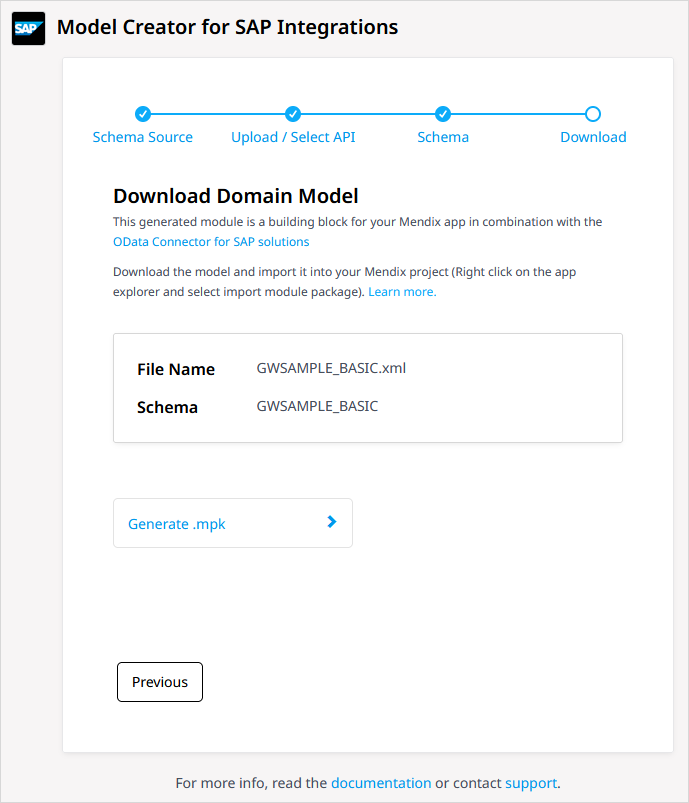 SAP Model Creator for SAP Integrations
Schema Source Upload / Select API Schema Download
Download Domain Model
This generated module is a building block for your Mendix app in combination with the
OData Connector for SAP solutions
Download the model and import it into your Mendix project (Right click on the app
explorer and select import module package). Learn more.
File Name GWSAMPLE_BASIC.xml
Schema GWSAMPLE_BASIC
Generate .mpk
Previous
For more info, read the documentation or contact support.